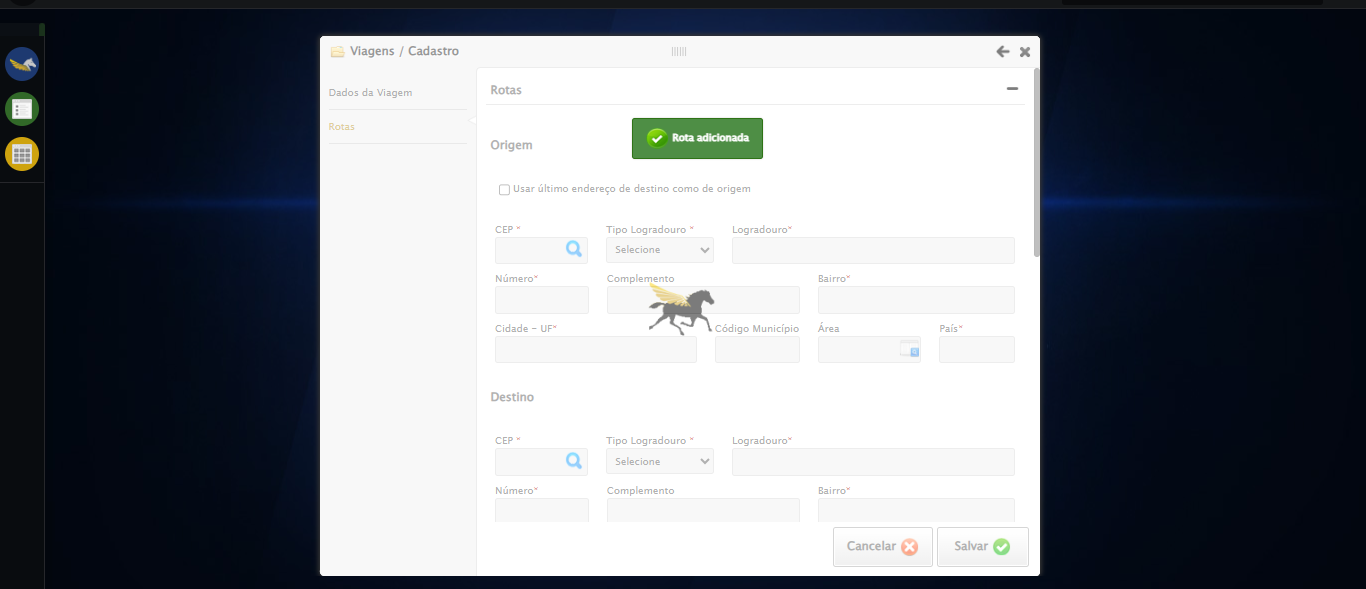 Viagens / Cadastro
Dados da Viagem
Rotas
Rotas
Rota adicionada
Origem
Usar último endereço de destino como de origem
CEP * Tipo Logradouro * Logradouro*
Selecione
Número* Complemento Bairro*
Cidade - UF* Código Município Área País*
Destino
CEP * Tipo Logradouro * Logradouro*
Selecione
Número* Complemento Bairro*
Cancelar Salvar